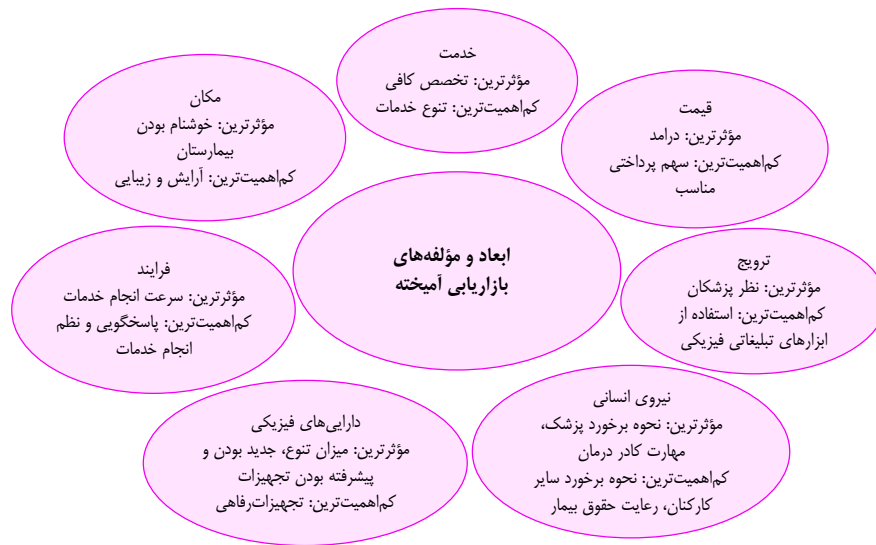 خدمت
مؤثرترین: تخصص کافی
کم‌اهمیت‌ترین: تنوع خدمات
قیمت
مؤثرترین: درامد
کم‌اهمیت‌ترین: سهم پرداختی
مناسب
ترویج
مؤثرترین: نظر پزشکان
کم‌اهمیت‌ترین: استفاده از
ابزارهای تبلیغاتی فیزیکی
نیروی انسانی
مؤثرترین: نحوه برخورد پزشک،
مهارت کادر درمان
کم‌اهمیت‌ترین: نحوه برخورد سایر
کارکنان، رعایت حقوق بیمار
دارایی‌های فیزیکی
مؤثرترین: میزان تنوع، جدید بودن و
پیشرفته بودن تجهیزات
کم‌اهمیت‌ترین: تجهیزات‌رفاهی
فرایند
مؤثرترین: سرعت انجام خدمات
کم‌اهمیت‌ترین: پاسخگویی و نظم
انجام خدمات
مکان
مؤثرترین: خوشنام بودن
بیمارستان
کم‌اهمیت‌ترین: آرایش و زیبایی
ابعاد و مؤلفه‌های
بازاریابی آمیخته